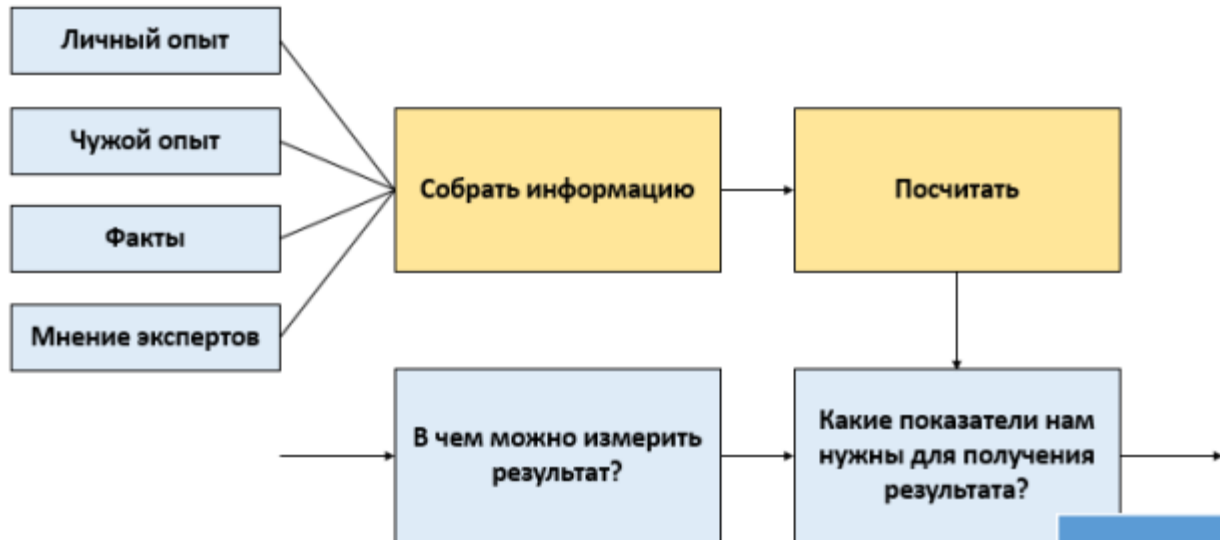 Личный опыт
Чужой опыт
Факты
Мнение экспертов
Собрать информацию
Посчитать
В чем можно измерить
результат?
Какие показатели нам
нужны для получения
результата?